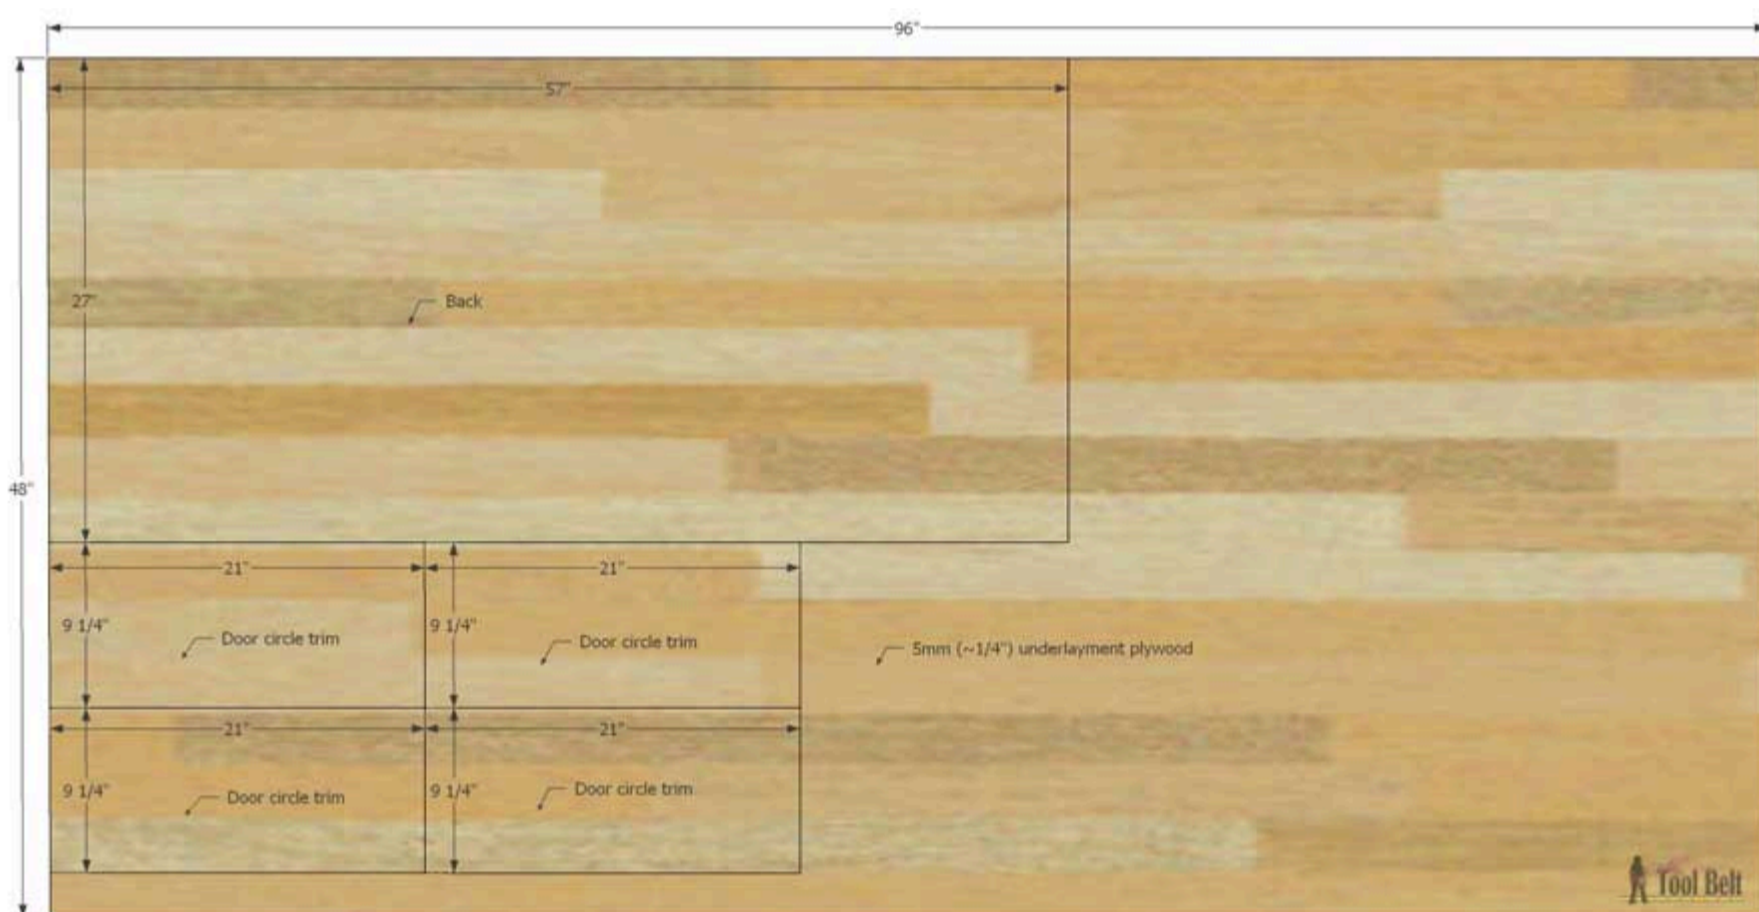 96"
57"
27"
Back
48"
21" 21"
9 1/4" 9 1/4"
Door circle trim Door circle trim
5mm (~1/4") underlayment plywood
21" 21"
9 1/4" 9 1/4"
Door circle trim Door circle trim
Tool Belt